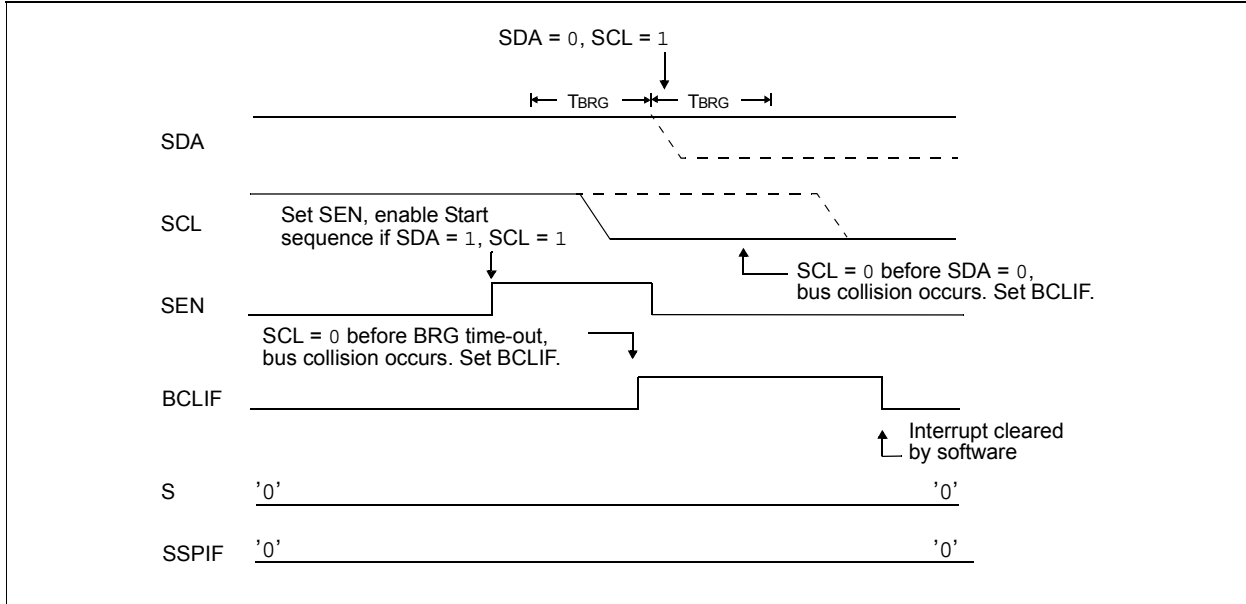 SDA = 0, SCL = 1
TBRG TBRG
SDA
SCL
Set SEN, enable Start
sequence if SDA = 1, SCL = 1
SCL = 0 before SDA = 0,
bus collision occurs. Set BCLIF.
SEN
SCL = 0 before BRG time-out,
bus collision occurs. Set BCLIF.
BCLIF
Interrupt cleared
by software
S '0' '0'
SSPIF '0' '0'